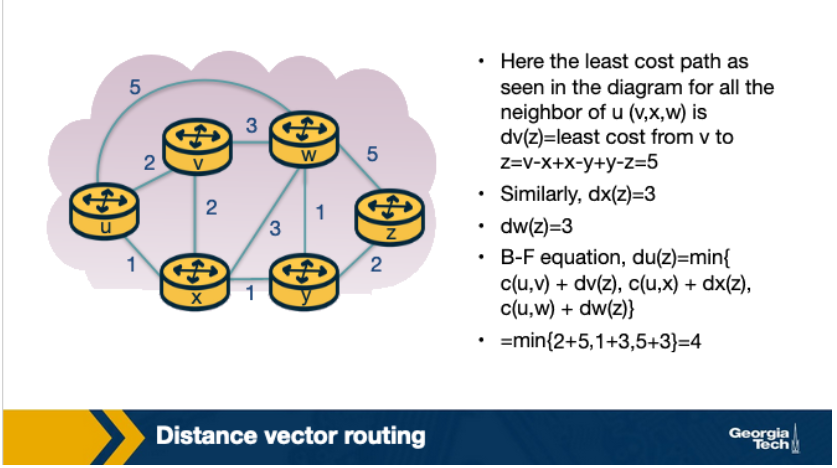 5
3
v
w
2
5
u
2
1
z
3
1
2
x
1
y
• Here the least cost path as
seen in the diagram for all the
neighbor of u (v,x,w) is
dv(z)=least cost from v to
z=v-x+x-y+y-z=5
• Similarly, dx(z)=3
• dw(z)=3
• B-F equation, du(z)=min{
c(u,v) + dv(z), c(u,x) + dx(z),
c(u,w) + dw(z)}
• =min{2+5,1+3,5+3}=4
Distance vector routing
Georgia
Tech